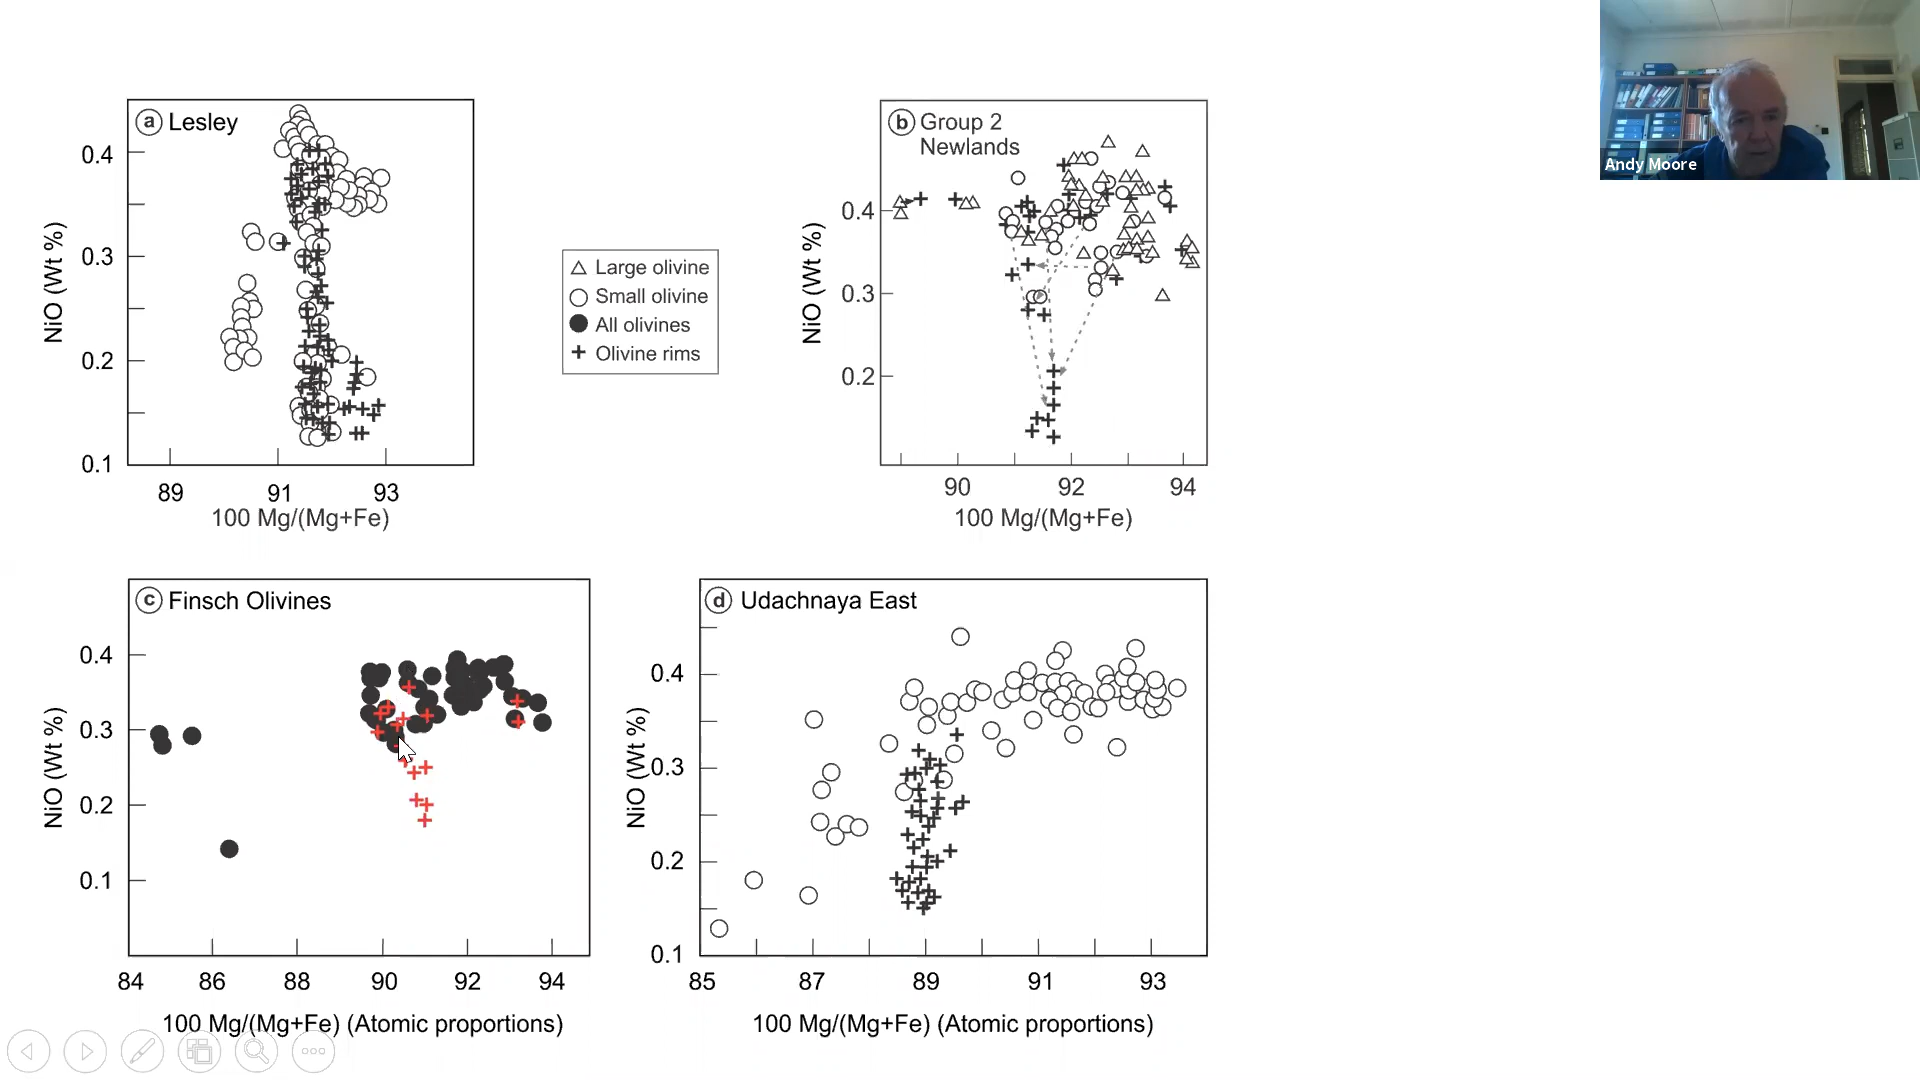 Andy Moore
a Lesley
0.4
0.3
0.2
0.1
NiO (Wt %)
89 91 93
100 Mg/(Mg+Fe)
Large olivine
Small olivine
All olivines
Olivine rims
b Group 2
Newlands
0.4
0.3
0.2
NiO (Wt %)
90 92 94
100 Mg/(Mg+Fe)
c Finsch Olivines
0.4
0.3
0.2
0.1
NiO (Wt %)
84 86 88 90 92 94
100 Mg/(Mg+Fe) (Atomic proportions)
d Udachnaya East
0.4
0.3
0.2
0.1
NiO (Wt %)
85 87 89 91 93
100 Mg/(Mg+Fe) (Atomic proportions)